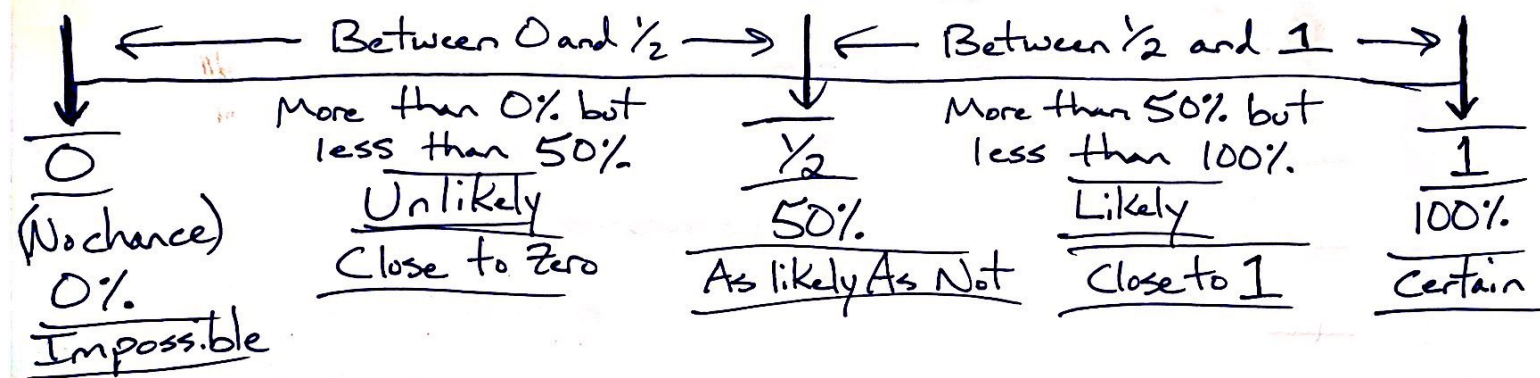 Between 0 and 1/2
Between 1/2 and 1
More than 0% but
less than 50%
Unlikely
Close to Zero
More than 50% but
less than 100%
Likely
Close to 1
0
(No chance)
0%
Impossible
1/2
50%
As likely As Not
1
100%
Certain